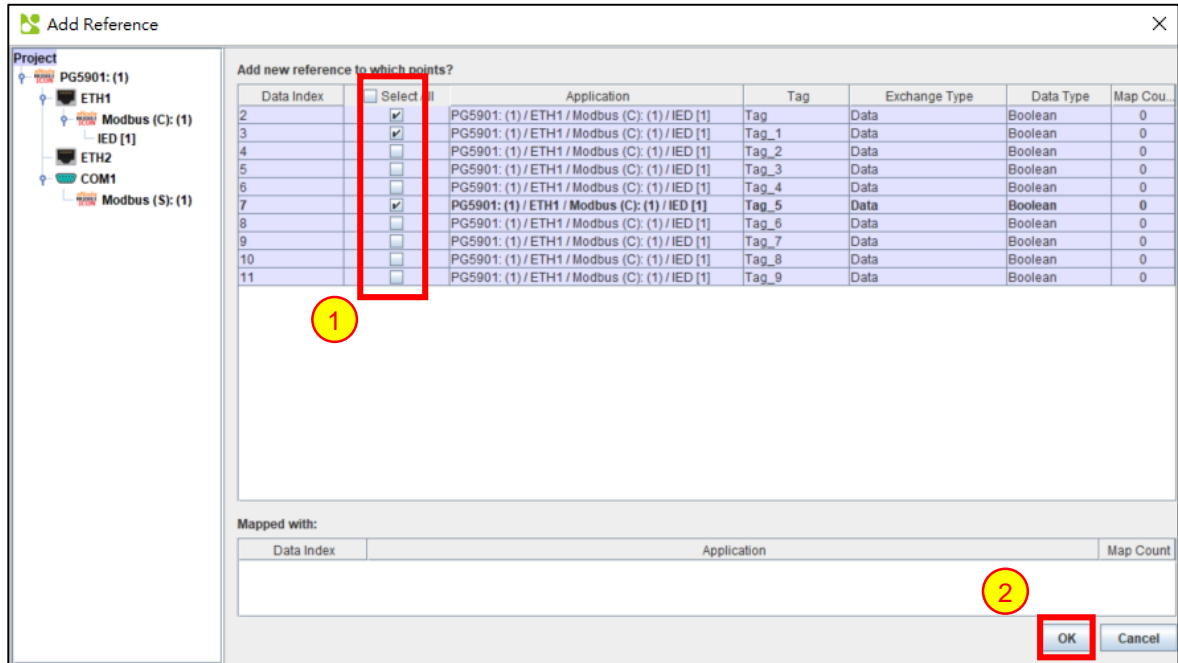 Add Reference
Project
PG5901: (1)
ETH1
Modbus (C): (1)
IED [1]
ETH2
COM1
Modbus (S): (1)
Add new reference to which points?
Data Index Select All Application Tag Exchange Type Data Type Map Cou...
2 PG5901: (1) / ETH1 / Modbus (C): (1) / IED [1] Tag Data Boolean 0
3 PG5901: (1) / ETH1 / Modbus (C): (1) / IED [1] Tag_1 Data Boolean 0
4 PG5901: (1) / ETH1 / Modbus (C): (1) / IED [1] Tag_2 Data Boolean 0
5 PG5901: (1) / ETH1 / Modbus (C): (1) / IED [1] Tag_3 Data Boolean 0
6 PG5901: (1) / ETH1 / Modbus (C): (1) / IED [1] Tag_4 Data Boolean 0
7 PG5901: (1) / ETH1 / Modbus (C): (1) / IED [1] Tag_5 Data Boolean 0
8 PG5901: (1) / ETH1 / Modbus (C): (1) / IED [1] Tag_6 Data Boolean 0
9 PG5901: (1) / ETH1 / Modbus (C): (1) / IED [1] Tag_7 Data Boolean 0
10 PG5901: (1) / ETH1 / Modbus (C): (1) / IED [1] Tag_8 Data Boolean 0
11 PG5901: (1) / ETH1 / Modbus (C): (1) / IED [1] Tag_9 Data Boolean 0
1
Mapped with:
Data Index Application Map Count
2
OK Cancel